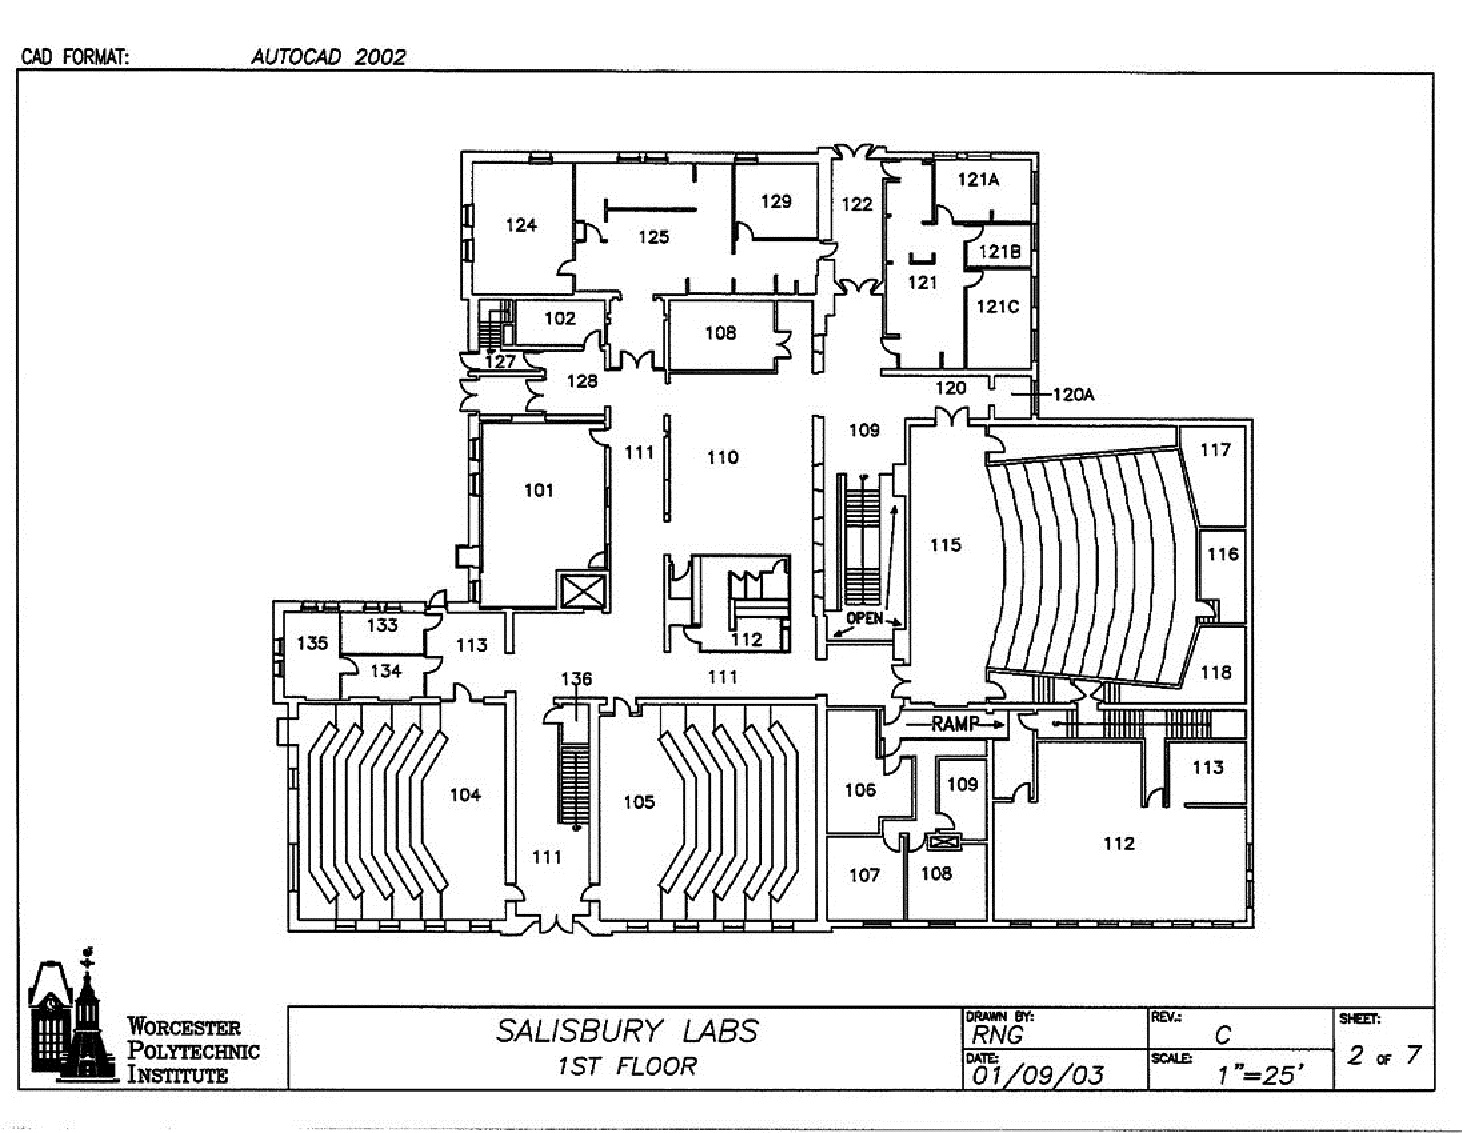 CAD FORMAT: AUTOCAD 2002
121A
124
129
122
125
121B
121
121C
102
108
127
128
120
120A
109
111
110
117
101
115
116
OPEN
133
135
113
112
134
118
136
111
RAMP
113
104
105
106
109
112
111
107
108
WORCESTER
POLYTECHNIC
INSTITUTE
SALISBURY LABS
1ST FLOOR
DRAWN BY:
RNG
DATE:
01/09/03
REV.:
C
SCALE:
1"=25'
SHEET:
2 OF 7